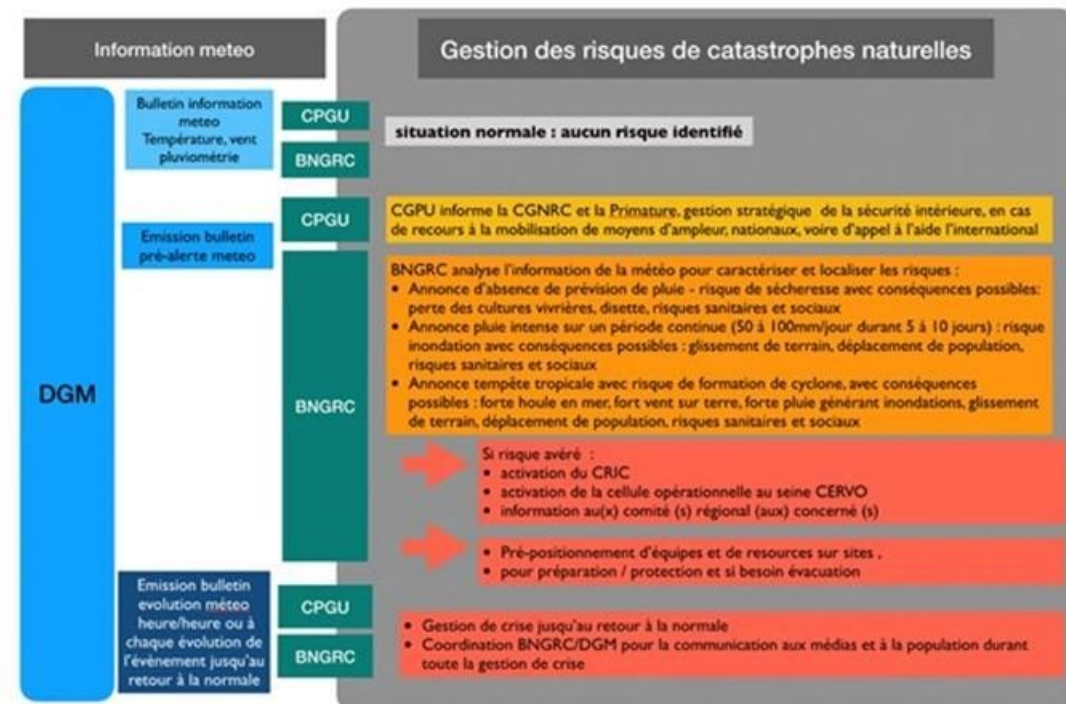 Information meteo
Gestion des risques de catastrophes naturelles
DGM
Bulletin information
meteo
Température, vent
pluviométrie
CPGU
BNGRC
situation normale : aucun risque identifié
Emission bulletin
pré-alerte meteo
CPGU
CGPU informe la CGNRC et la Primature, gestion stratégique de la sécurité intérieure, en cas
de recours à la mobilisation de moyens d'ampleur, nationaux, voire d'appel à l'aide l'international
BNGRC
BNGRC analyse l'information de la météo pour caractériser et localiser les risques :
• Annonce d'absence de prévision de pluie - risque de sécheresse avec conséquences possibles:
perte des cultures vivrières, disette, risques sanitaires et sociaux
• Annonce pluie intense sur un période continue (50 à 100mm/jour durant 5 à 10 jours) : risque
inondation avec conséquences possibles : glissement de terrain, déplacement de population,
risques sanitaires et sociaux
• Annonce tempête tropicale avec risque de formation de cyclone, avec conséquences
possibles : forte houle en mer, fort vent sur terre, forte pluie générant inondations, glissement
de terrain, déplacement de population, risques sanitaires et sociaux
Si risque avéré :
• activation du CRIC
• activation de la cellule opérationnelle au seine CERVO
• information au(x) comité (s) régional (aux) concerné (s)
• Pré-positionnement d'équipes et de resources sur sites ,
• pour préparation / protection et si besoin évacuation
Emission bulletin
evolution méteo
heure/heure ou à
chaque évolution de
l'évènement jusqu'au
retour à la normale
CPGU
BNGRC
• Gestion de crise jusqu'au retour à la normale
• Coordination BNGRC/DGM pour la communication aux médias et à la population durant
toute la gestion de crise